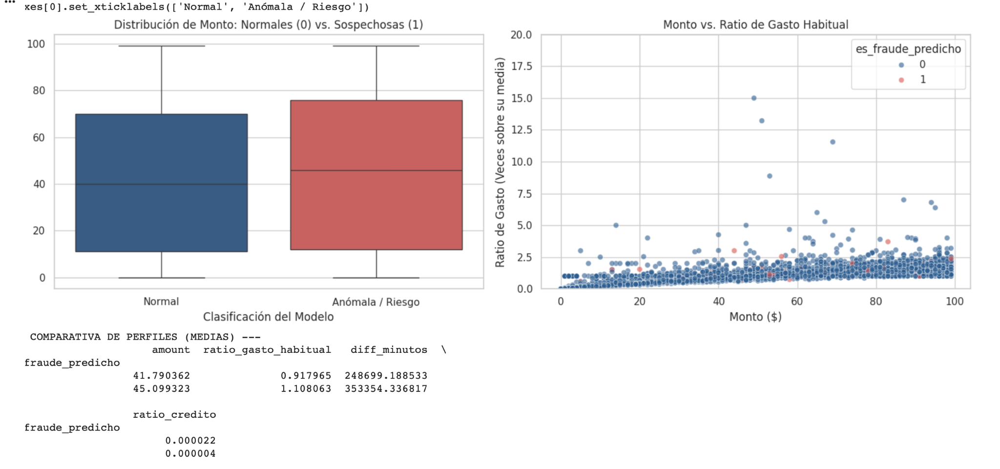 xes[0].set_xticklabels(['Normal', 'Anómala / Riesgo'])
Distribución de Monto: Normales (0) vs. Sospechosas (1)
100
80
60
40
20
0
Normal
Anómala / Riesgo
Clasificación del Modelo
Monto vs. Ratio de Gasto Habitual
Ratio de Gasto (Veces sobre su media)
20.0
17.5
15.0
12.5
10.0
7.5
5.0
2.5
0.0
es_fraude_predicho
0
1
0
20
40
60
80
100
Monto ($)
COMPARATIVA DE PERFILES (MEDIAS) ---
amount ratio_gasto_habitual diff_minutos \
fraude_predicho
41.790362 0.917965 248699.188533
45.099323 1.108063 353354.336817
ratio_credito
fraude_predicho
0.000022
0.000004